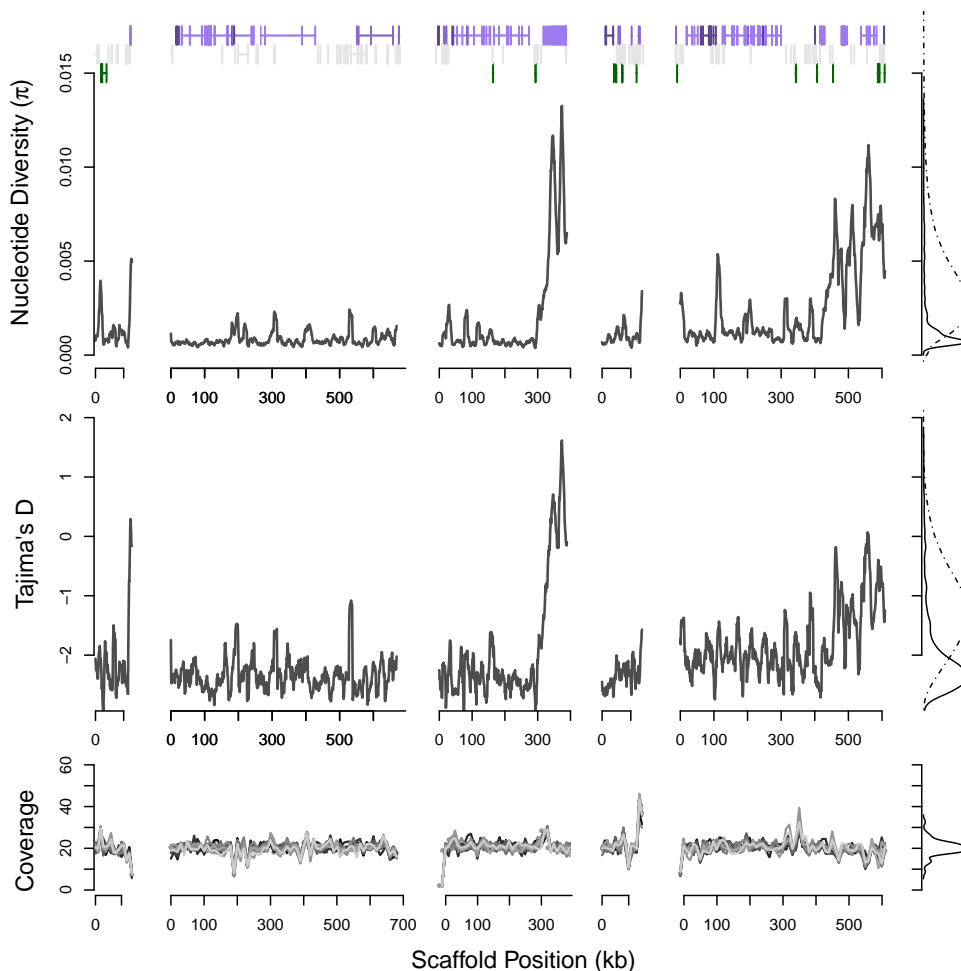 Nucleotide Diversity (π)
0.015
0.010
0.005
0.000
0 0 100 300 500 0 100 300 0 0 100 300 500
Tajima's D
2
1
0
−1
−2
0 0 100 300 500 0 100 300 0 0 100 500
Coverage
60
40
20
0
0 0 100 300 500 700 0 100 300 0 0 100 300 500
Scaffold Position (kb)